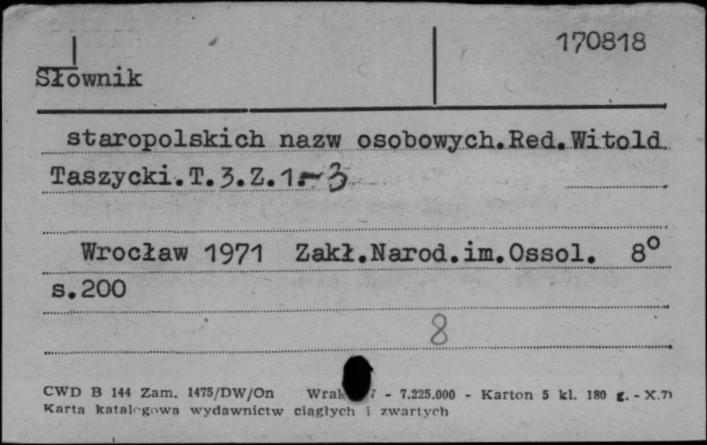 170818
Słownik
staropolskich nazw osobowych.Red.Witold
Taszycki.T.3.Z.1.-3
Wrocław 1971 Zakł.Narod.im.Ossol. 8°
s.200
8
CWD B 144 Zam. 1475/DW/On - 7.225.000 - Karton 5 kl. 180 g. - X.71
Karta katalogowa wydawnictw ciągłych i zwartych